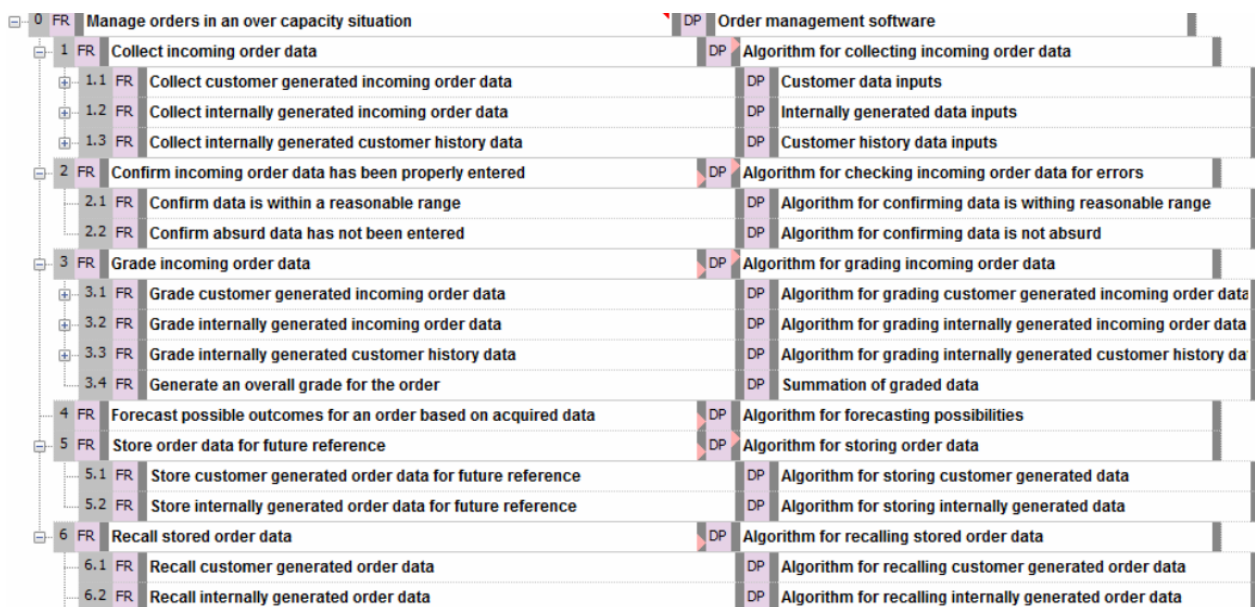 0 FR Manage orders in an over capacity situation DP Order management software
1 FR Collect incoming order data DP Algorithm for collecting incoming order data
1.1 FR Collect customer generated incoming order data DP Customer data inputs
1.2 FR Collect internally generated incoming order data DP Internally generated data inputs
1.3 FR Collect internally generated customer history data DP Customer history data inputs
2 FR Confirm incoming order data has been properly entered DP Algorithm for checking incoming order data for errors
2.1 FR Confirm data is within a reasonable range DP Algorithm for confirming data is withing reasonable range
2.2 FR Confirm absurd data has not been entered DP Algorithm for confirming data is not absurd
3 FR Grade incoming order data DP Algorithm for grading incoming order data
3.1 FR Grade customer generated incoming order data DP Algorithm for grading customer generated incoming order data
3.2 FR Grade internally generated incoming order data DP Algorithm for grading internally generated incoming order data
3.3 FR Grade internally generated customer history data DP Algorithm for grading internally generated customer history da
3.4 FR Generate an overall grade for the order DP Summation of graded data
4 FR Forecast possible outcomes for an order based on acquired data DP Algorithm for forecasting possibilities
5 FR Store order data for future reference DP Algorithm for storing order data
5.1 FR Store customer generated order data for future reference DP Algorithm for storing customer generated data
5.2 FR Store internally generated order data for future reference DP Algorithm for storing internally generated data
6 FR Recall stored order data DP Algorithm for recalling stored order data
6.1 FR Recall customer generated order data DP Algorithm for recalling customer generated order data
6.2 FR Recall internally generated order data DP Algorithm for recalling internally generated order data